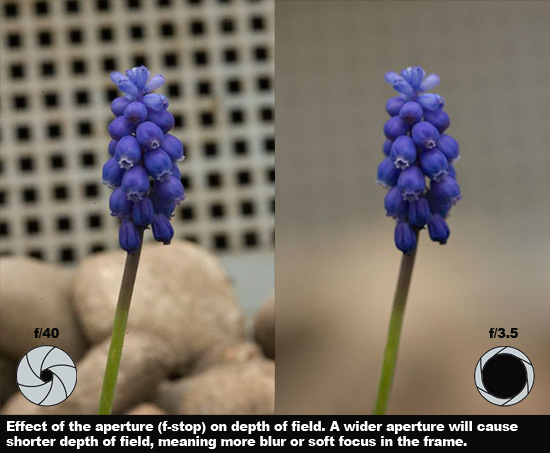 f/40
f/3.5
Effect of the aperture (f-stop) on depth of field. A wider aperture will cause
shorter depth of field, meaning more blur or soft focus in the frame.